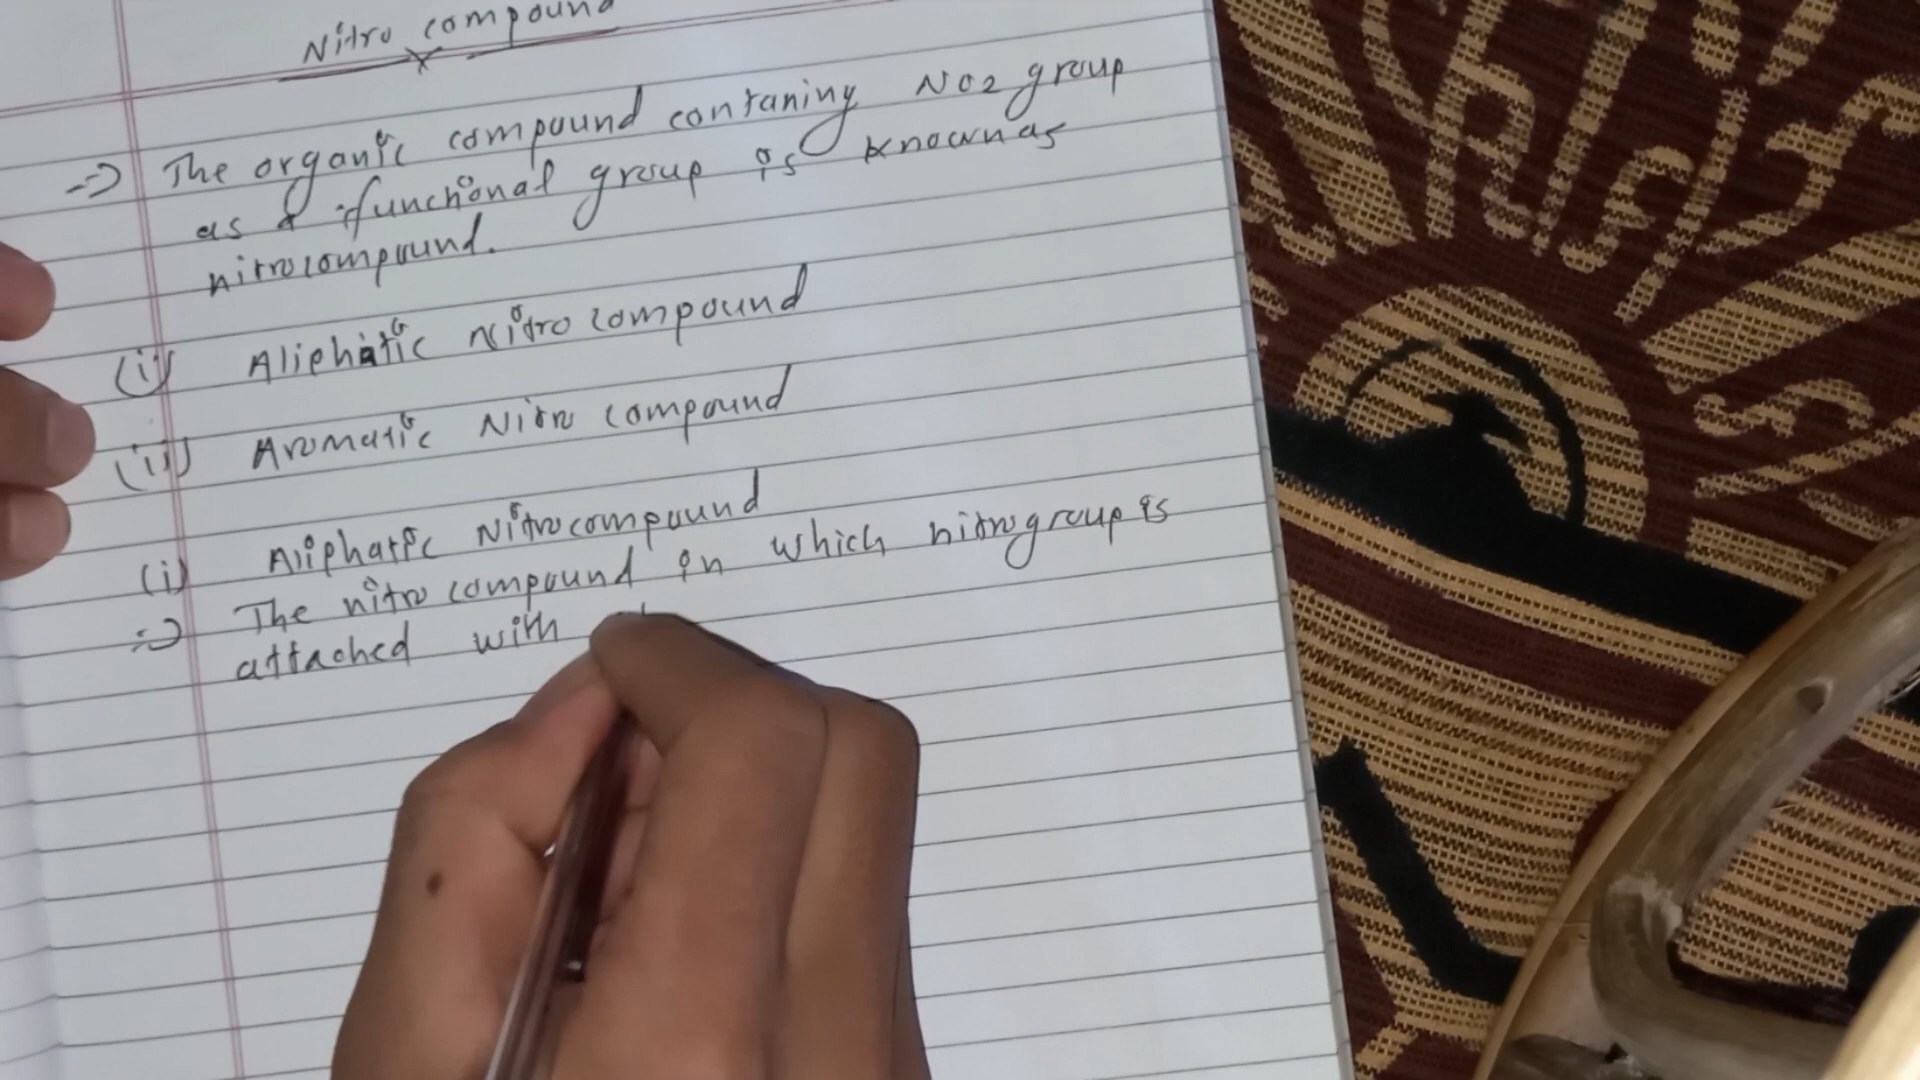 Nitro compound
=> The organic compound contaning NO2 group
as a functional group is known as
nitrocompound.
(i) Aliphatic Nitro compound
(ii) Aromatic Nitro compound
(i) Aliphatic Nitrocompound
=> The nitro compound in which nitrogroup is
attached with